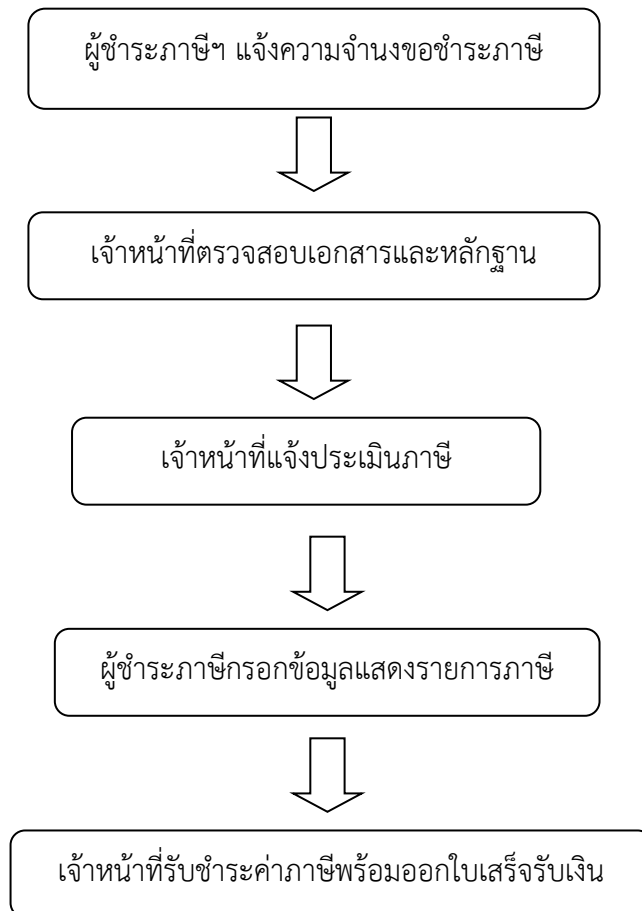 ผู้ชำระภาษีฯ แจ้งความจำนงขอชำระภาษี
เจ้าหน้าที่ตรวจสอบเอกสารและหลักฐาน
เจ้าหน้าที่แจ้งประเมินภาษี
ผู้ชำระภาษีกรอกข้อมูลแสดงรายการภาษี
เจ้าหน้าที่รับชำระค่าภาษีพร้อมออกใบเสร็จรับเงิน